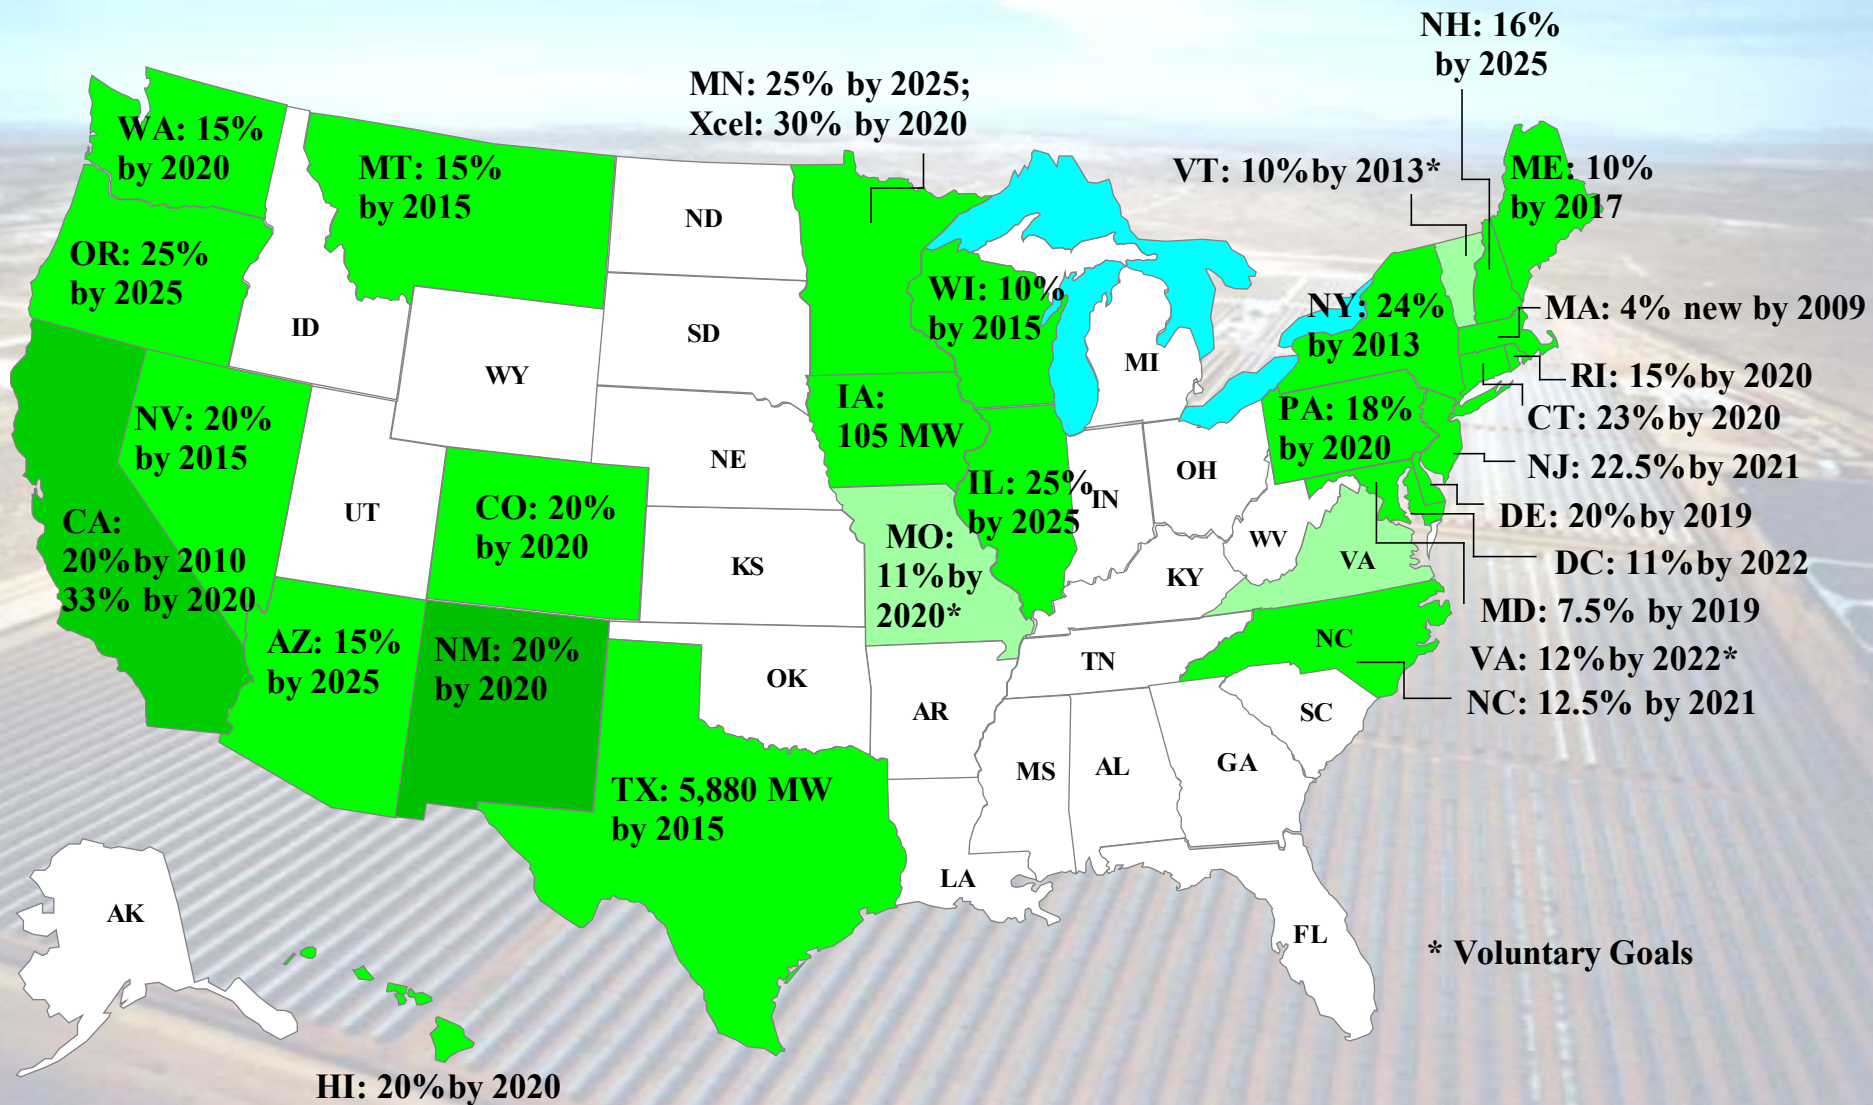 NH: 16%
by 2025
MN: 25% by 2025;
Xcel: 30% by 2020
WA: 15%
by 2020
MT: 15%
by 2015
VT: 10%by 2013*
ME: 10%
by 2017
ND
OR: 25%
by 2025
WI: 10%
by 2015
NY: 24%
by 2013
MA: 4% new by 2009
ID
SD
MI
WY
RI: 15%by 2020
NV: 20%
by 2015
IA:
105 MW
PA: 18%
by 2020
CT: 23%by 2020
NE
OH
NJ: 22.5%by 2021
IL: 25%
by 2025
IN
UT
CO: 20%
by 2020
DE: 20%by 2019
CA:
20%by 2010
33% by 2020
MO:
11%by
2020*
WV
VA
KS
KY
DC: 11%by 2022
MD: 7.5% by 2019
AZ: 15%
by 2025
NM: 20%
by 2020
NC
TN
VA: 12%by 2022*
OK
NC: 12.5% by 2021
AR
SC
MS
AL
GA
TX: 5,880 MW
by 2015
LA
AK
FL
* Voluntary Goals
HI: 20%by 2020